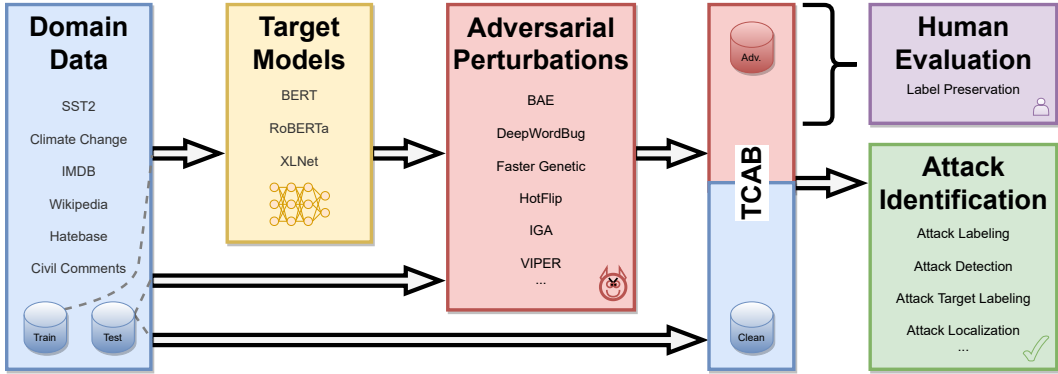 Domain
Data
SST2
Climate Change
IMDB
Wikipedia
Hatebase
Civil Comments
Train
Test
Target
Models
BERT
RoBERTa
XLNet
Adversarial
Perturbations
BAE
DeepWordBug
Faster Genetic
HotFlip
IGA
VIPER
...
Adv.
TCAB
Clean
Human
Evaluation
Label Preservation
Attack
Identification
Attack Labeling
Attack Detection
Attack Target Labeling
Attack Localization
...